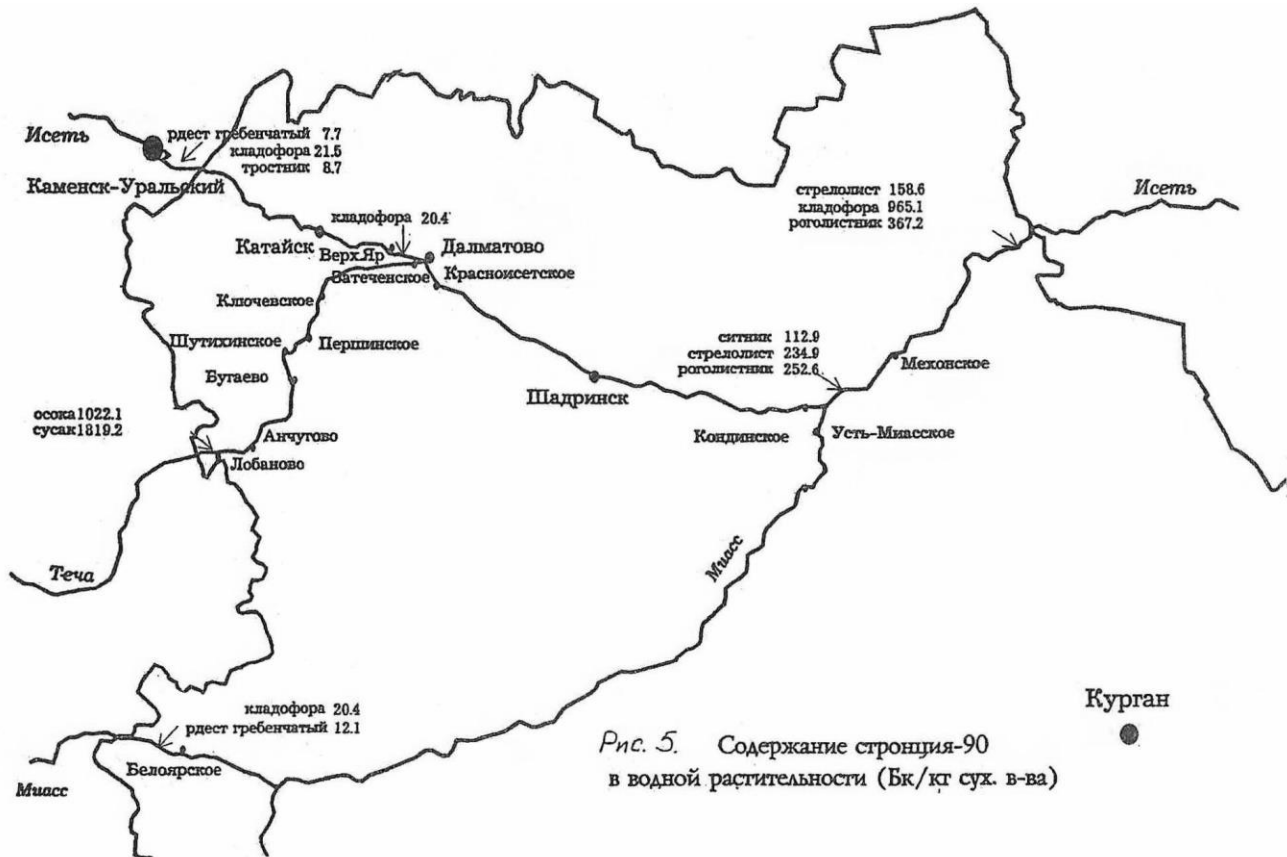 Исеть
рдест гребенчатый 7.7
кладофора 21.5
тростник 8.7
Каменск-Уральский
стрелолист 158.6
кладофора 965.1
роголистник 367.2
Исеть
кладофора 20.4
Катайск
Верх.Яр
Далматово
Затеченское
Красноисетское
Ключевское
Шутихинское
Першинское
Бугаево
ситник 112.9
стрелолист 234.9
роголистник 252.6
Мехонское
Шадринск
осока 1022.1
сусак 1819.2
Анчугово
Лобаново
Кондинское
Усть-Миасское
Теча
Миасс
кладофора 20.4
рдест гребенчатый 12.1
Белоярское
Миасс
Курган
Рис. 5. Содержание стронция-90
в водной растительности (Бк/кг сух. в-ва)